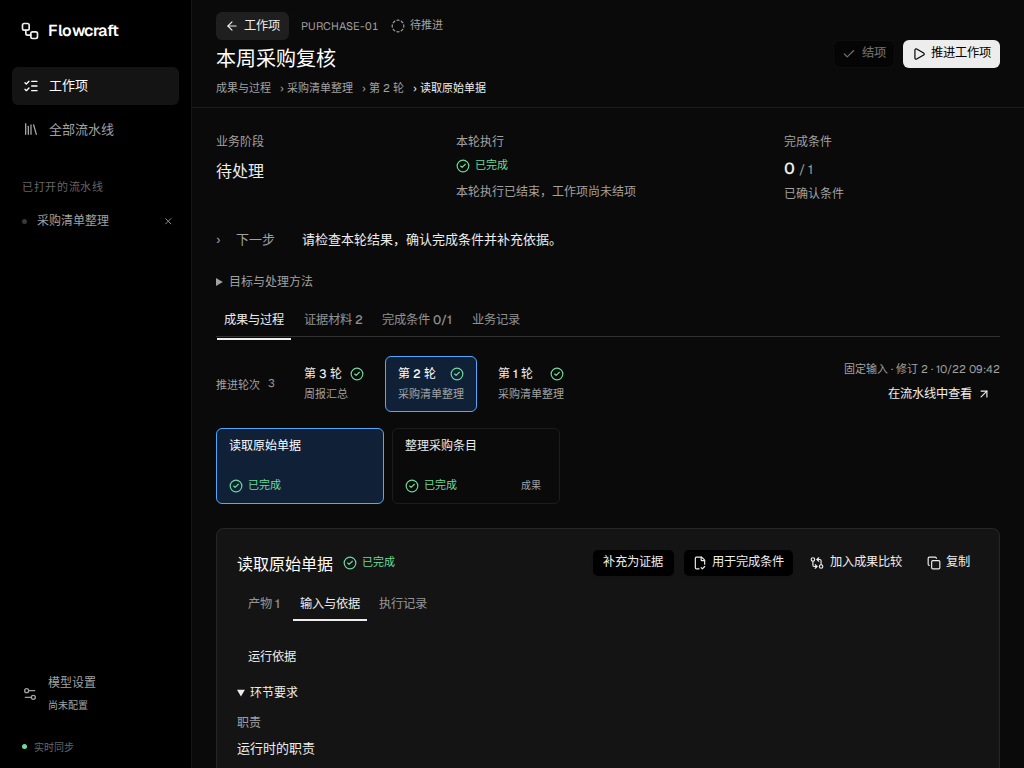 Flowcraft
工作项
全部流水线
已打开的流水线
采购清单整理
模型设置
尚未配置
实时同步
工作项 PURCHASE-01 待推进
本周采购复核
成果与过程 › 采购清单整理 › 第 2 轮 › 读取原始单据
结项 推进工作项
业务阶段
待处理
本轮执行
已完成
本轮执行已结束，工作项尚未结项
完成条件
0 / 1
已确认条件
› 下一步 请检查本轮结果，确认完成条件并补充依据。
目标与处理方法
成果与过程 证据材料 2 完成条件 0/1 业务记录
推进轮次 3
第 3 轮
周报汇总
第 2 轮
采购清单整理
第 1 轮
采购清单整理
固定输入 · 修订 2 · 10/22 09:42
在流水线中查看
读取原始单据
已完成
整理采购条目
已完成 成果
读取原始单据 已完成
补充为证据 用于完成条件 加入成果比较 复制
产物 1 输入与依据 执行记录
运行依据
环节要求
职责
运行时的职责